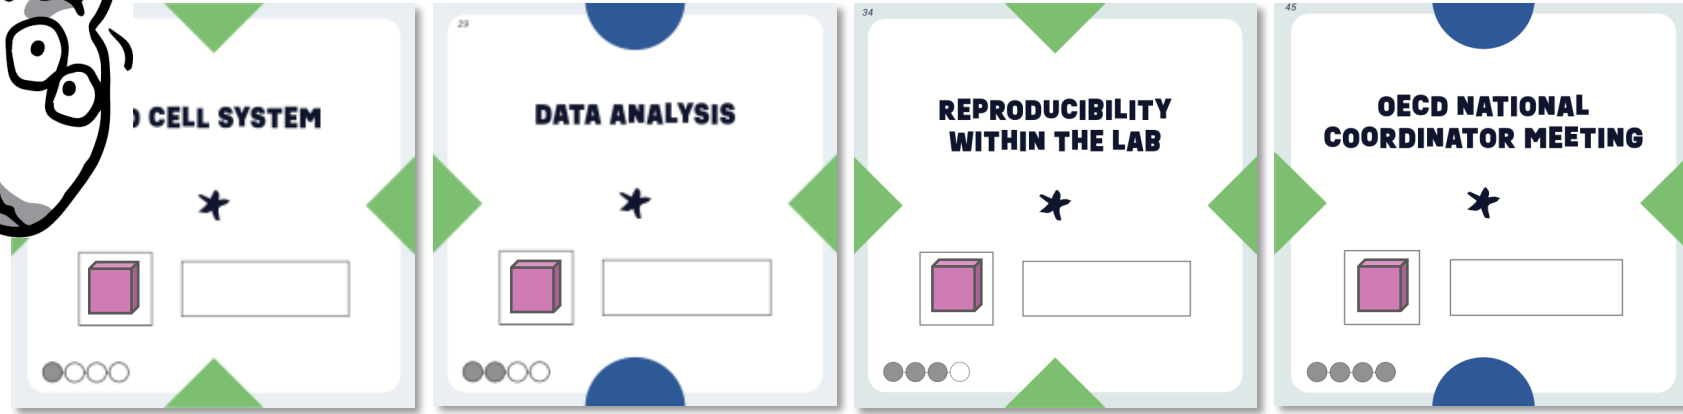 CELL SYSTEM
29
DATA ANALYSIS
34
REPRODUCIBILITY
WITHIN THE LAB
45
OECD NATIONAL
COORDINATOR MEETING